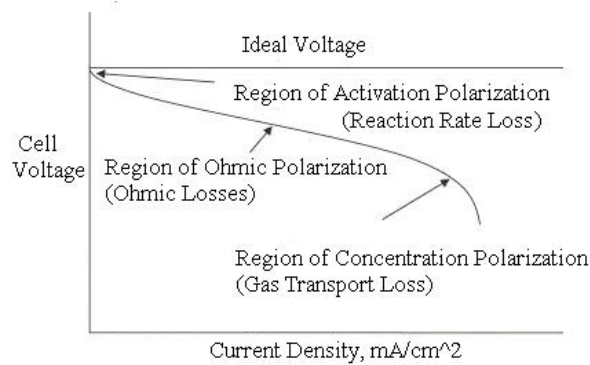 Ideal Voltage
Region of Activation Polarization
(Reaction Rate Loss)
Cell
Voltage
Region of Ohmic Polarization
(Ohmic Losses)
Region of Concentration Polarization
(Gas Transport Loss)
Current Density, mA/cm^2